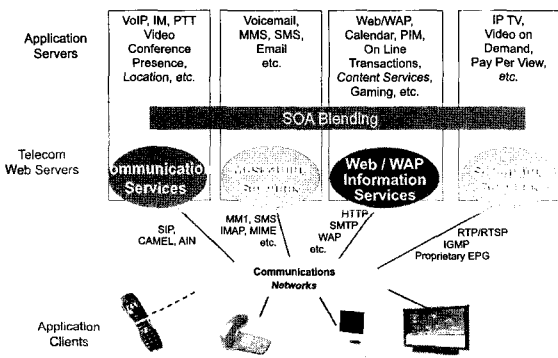 Application
Servers
VoIP, IM, PTT
Video
Conference
Presence,
Location, etc.
Voicemail,
MMS, SMS,
Email
etc.
Web/WAP,
Calendar, PIM,
On Line
Transactions,
Content Services,
Gaming, etc.
IP TV,
Video on
Demand,
Pay Per View,
etc.
SOA Blending
Telecom
Web Servers
ommunication
Services
Web / WAP
Information
Services
SIP,
CAMEL, AIN
MM1, SMS
IMAP, MIME
etc.
HTTP
SMTP
WAP
etc.
RTP/RTSP
IGMP
Proprietary EPG
Communications
Networks
Application
Clients